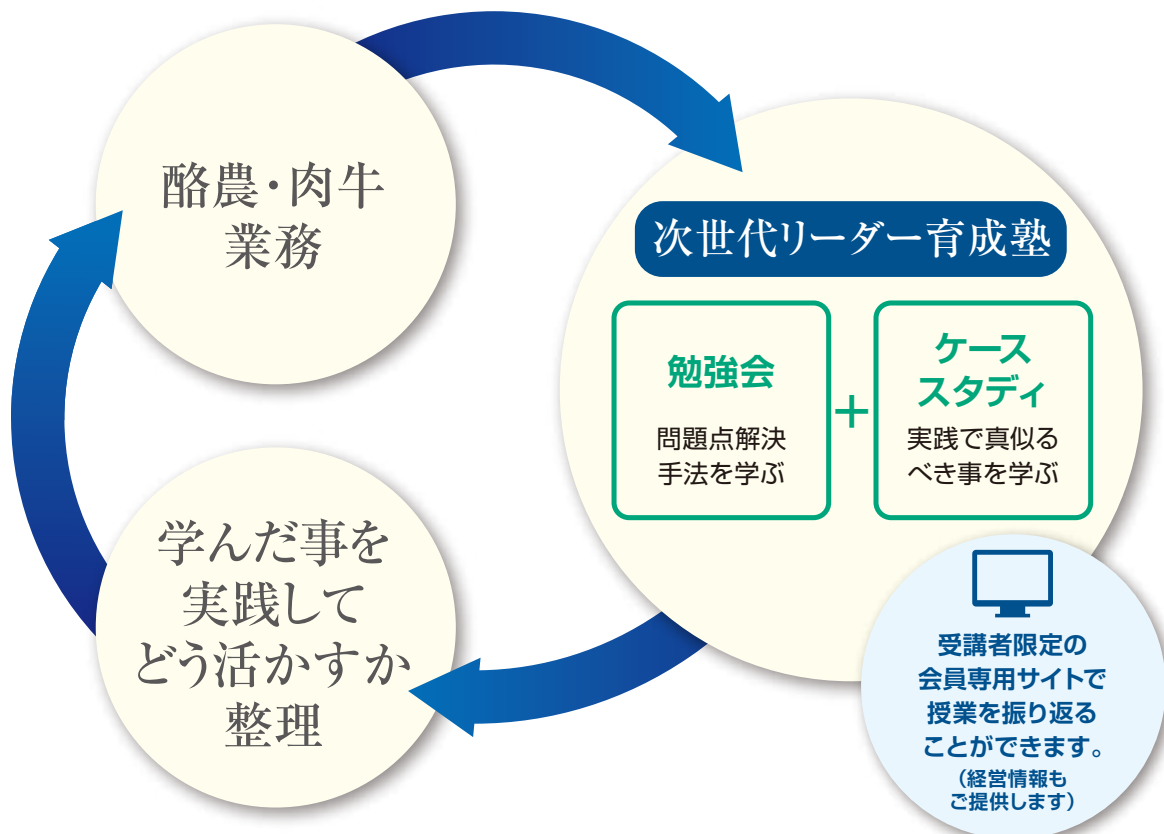 酪農・肉牛
業務
次世代リーダー育成塾
勉強会
問題点解決
手法を学ぶ
+
ケース
スタディ
実践で真似る
べき事を学ぶ
受講者限定の
会員専用サイトで
授業を振り返る
ことができます。
（経営情報も
ご提供します）
学んだ事を
実践して
どう活かすか
整理